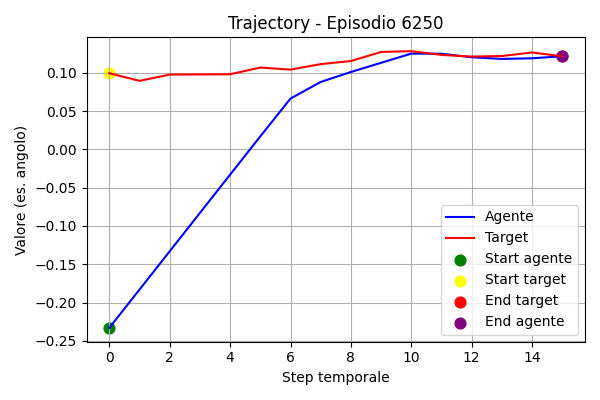 Trajectory - Episodio 6250
Valore (es. angolo)
0.10
0.05
0.00
−0.05
−0.10
−0.15
−0.20
−0.25
Agente
Target
Start agente
Start target
End target
End agente
0 2 4 6 8 10 12 14
Step temporale